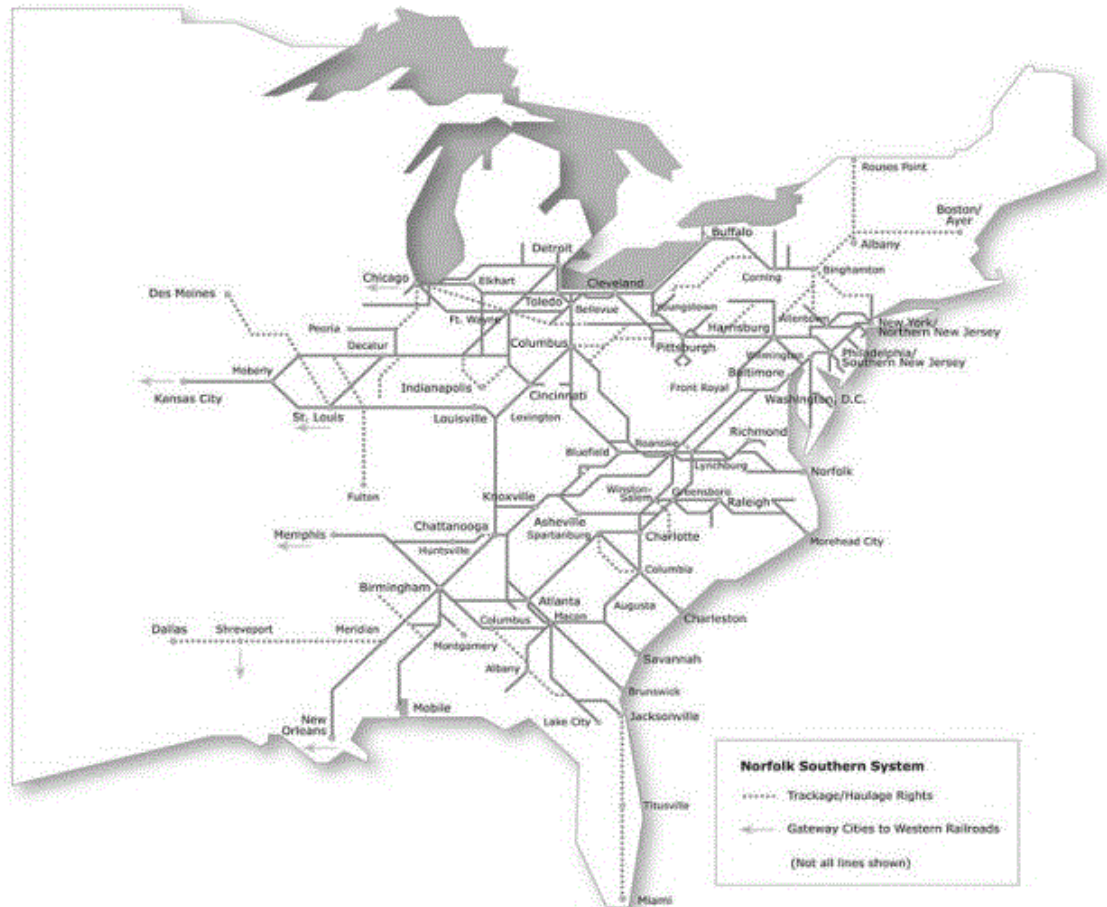 Rouses Point
Boston/
Ayer
Buffalo
Albany
Detroit
Corning
Binghamton
Chicago
Elkhart
Cleveland
Des Moines
Toledo
Bellevue
Youngstown
Allentown
New York/
Northern New Jersey
Ft. Wayne
Harrisburg
Peoria
Decatur
Columbus
Pittsburgh
Wilmington
Philadelphia/
Southern New Jersey
Moberly
Indianapolis
Front Royal
Baltimore
Kansas City
Cincinnati
Washington, D.C.
St. Louis
Louisville
Lexington
Richmond
Roanoke
Bluefield
Lynchburg
Norfolk
Fulton
Knoxville
Winston-
Salem
Greensboro
Raleigh
Chattanooga
Asheville
Memphis
Spartanburg
Charlotte
Morehead City
Huntsville
Columbia
Birmingham
Atlanta
Augusta
Charleston
Columbus
Macon
Dallas
Shreveport
Meridian
Montgomery
Albany
Savannah
Brunswick
Mobile
New
Orleans
Lake City
Jacksonville
Norfolk Southern System
Trackage/Haulage Rights
Titusville
Gateway Cities to Western Railroads
(Not all lines shown)
Miami